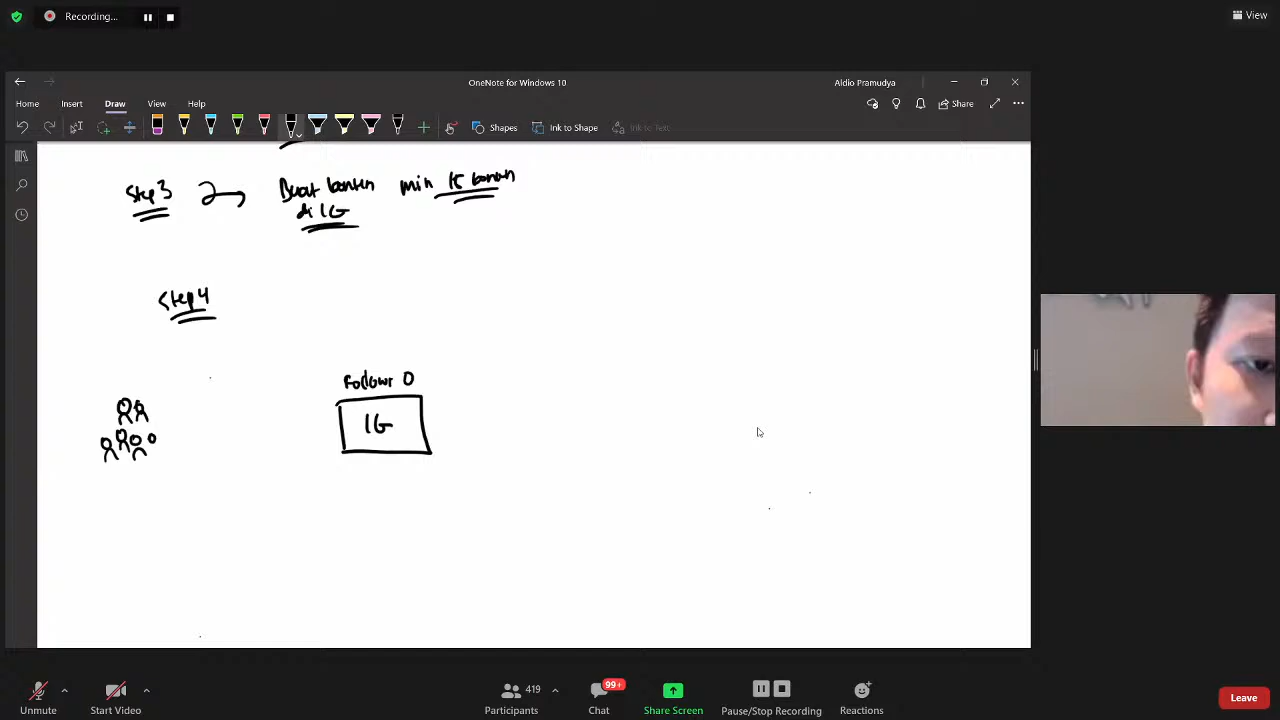 Recording...
View
OneNote for Windows 10
Aldio Pramudya
Home Insert Draw View Help
Share
Shapes
Ink to Shape
Ink to Text
Step 3 Buat konten min 15 konten
di IG
Step 4
Followr 0
IG
Unmute
Start Video
419
Participants
99+
Chat
Share Screen
Pause/Stop Recording
Reactions
Leave